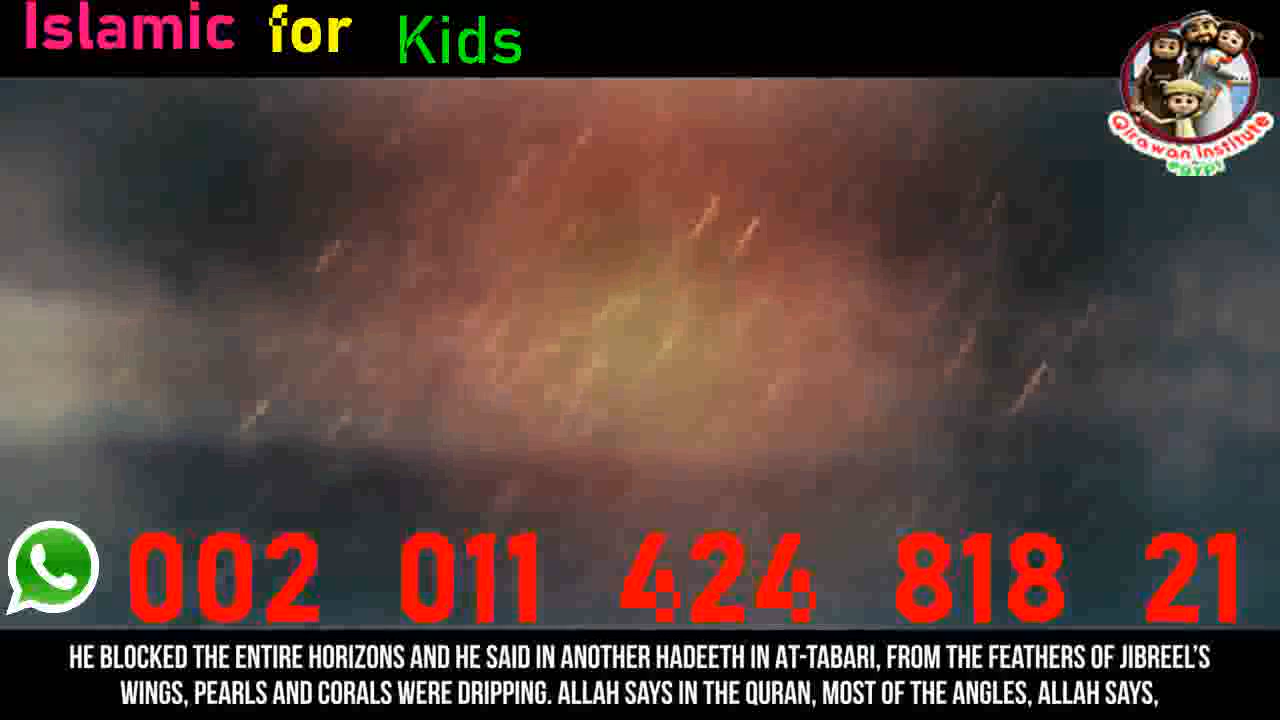 Islamic for Kids
Qirawan Institute
egypt
002 011 424 818 21
HE BLOCKED THE ENTIRE HORIZONS AND HE SAID IN ANOTHER HADEETH IN AT-TABARI, FROM THE FEATHERS OF JIBREEL'S
WINGS, PEARLS AND CORALS WERE DRIPPING. ALLAH SAYS IN THE QURAN, MOST OF THE ANGLES, ALLAH SAYS,